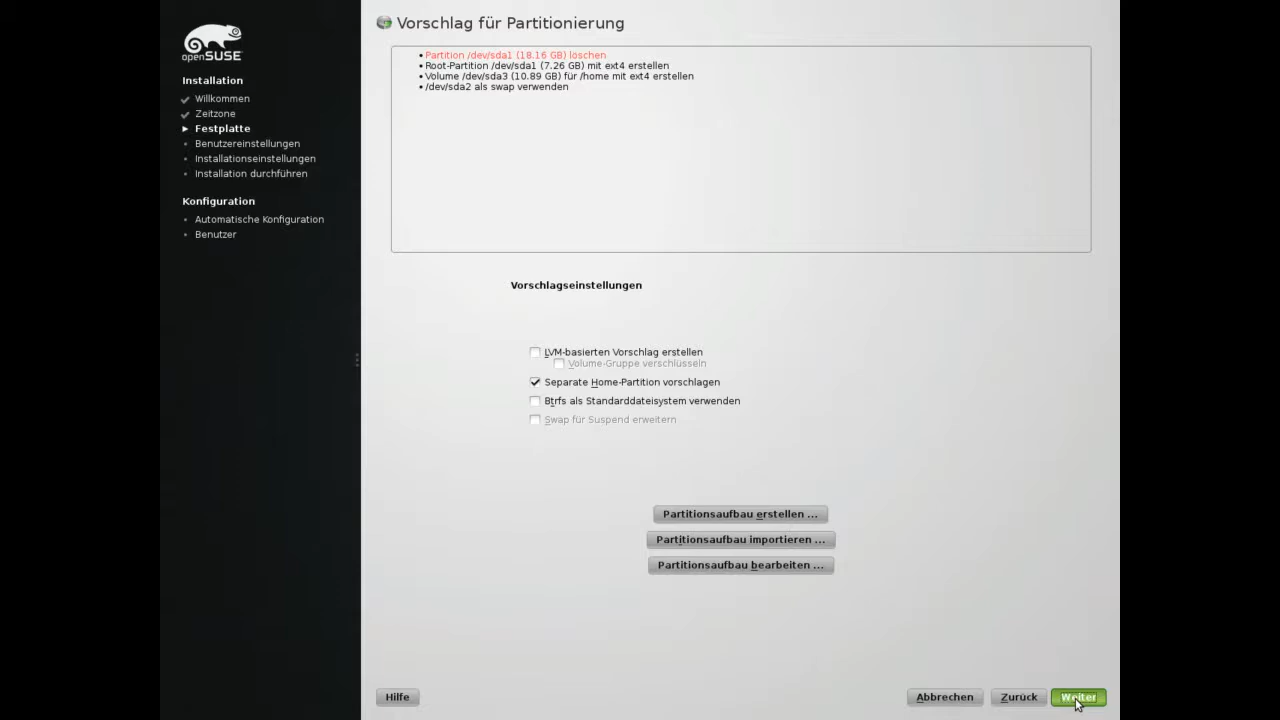 openSUSE
Installation
Willkommen
Zeitzone
Festplatte
Benutzereinstellungen
Installationseinstellungen
Installation durchführen
Konfiguration
Automatische Konfiguration
Benutzer
Vorschlag für Partitionierung
• Partition /dev/sda1 (18.16 GB) löschen
• Root-Partition /dev/sda1 (7.26 GB) mit ext4 erstellen
• Volume /dev/sda3 (10.89 GB) für /home mit ext4 erstellen
• /dev/sda2 als swap verwenden
Vorschlagseinstellungen
LVM-basierten Vorschlag erstellen
Volume-Gruppe verschlüsseln
Separate Home-Partition vorschlagen
Btrfs als Standarddateisystem verwenden
Swap für Suspend erweitern
Partitionsaufbau erstellen ...
Partitionsaufbau importieren ...
Partitionsaufbau bearbeiten ...
Hilfe
Abbrechen
Zurück
Weiter